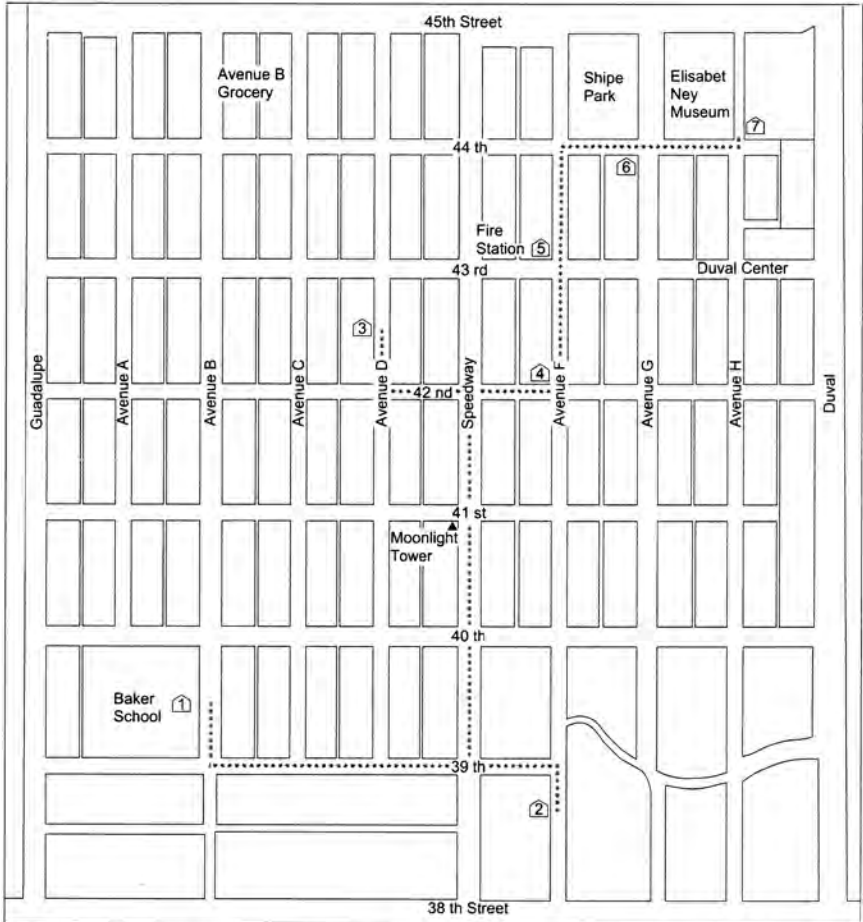 45th Street
Avenue B
Grocery
Shipe
Park
Elisabet
Ney
Museum
7
44 th
6
Fire
Station
5
43 rd
Duval Center
3
4
Guadalupe
Avenue A
Avenue B
Avenue C
Avenue D
Speedway
Avenue F
Avenue G
Avenue H
Duval
42 nd
41 st
Moonlight
Tower
40 th
Baker
School
1
39 th
2
38 th Street